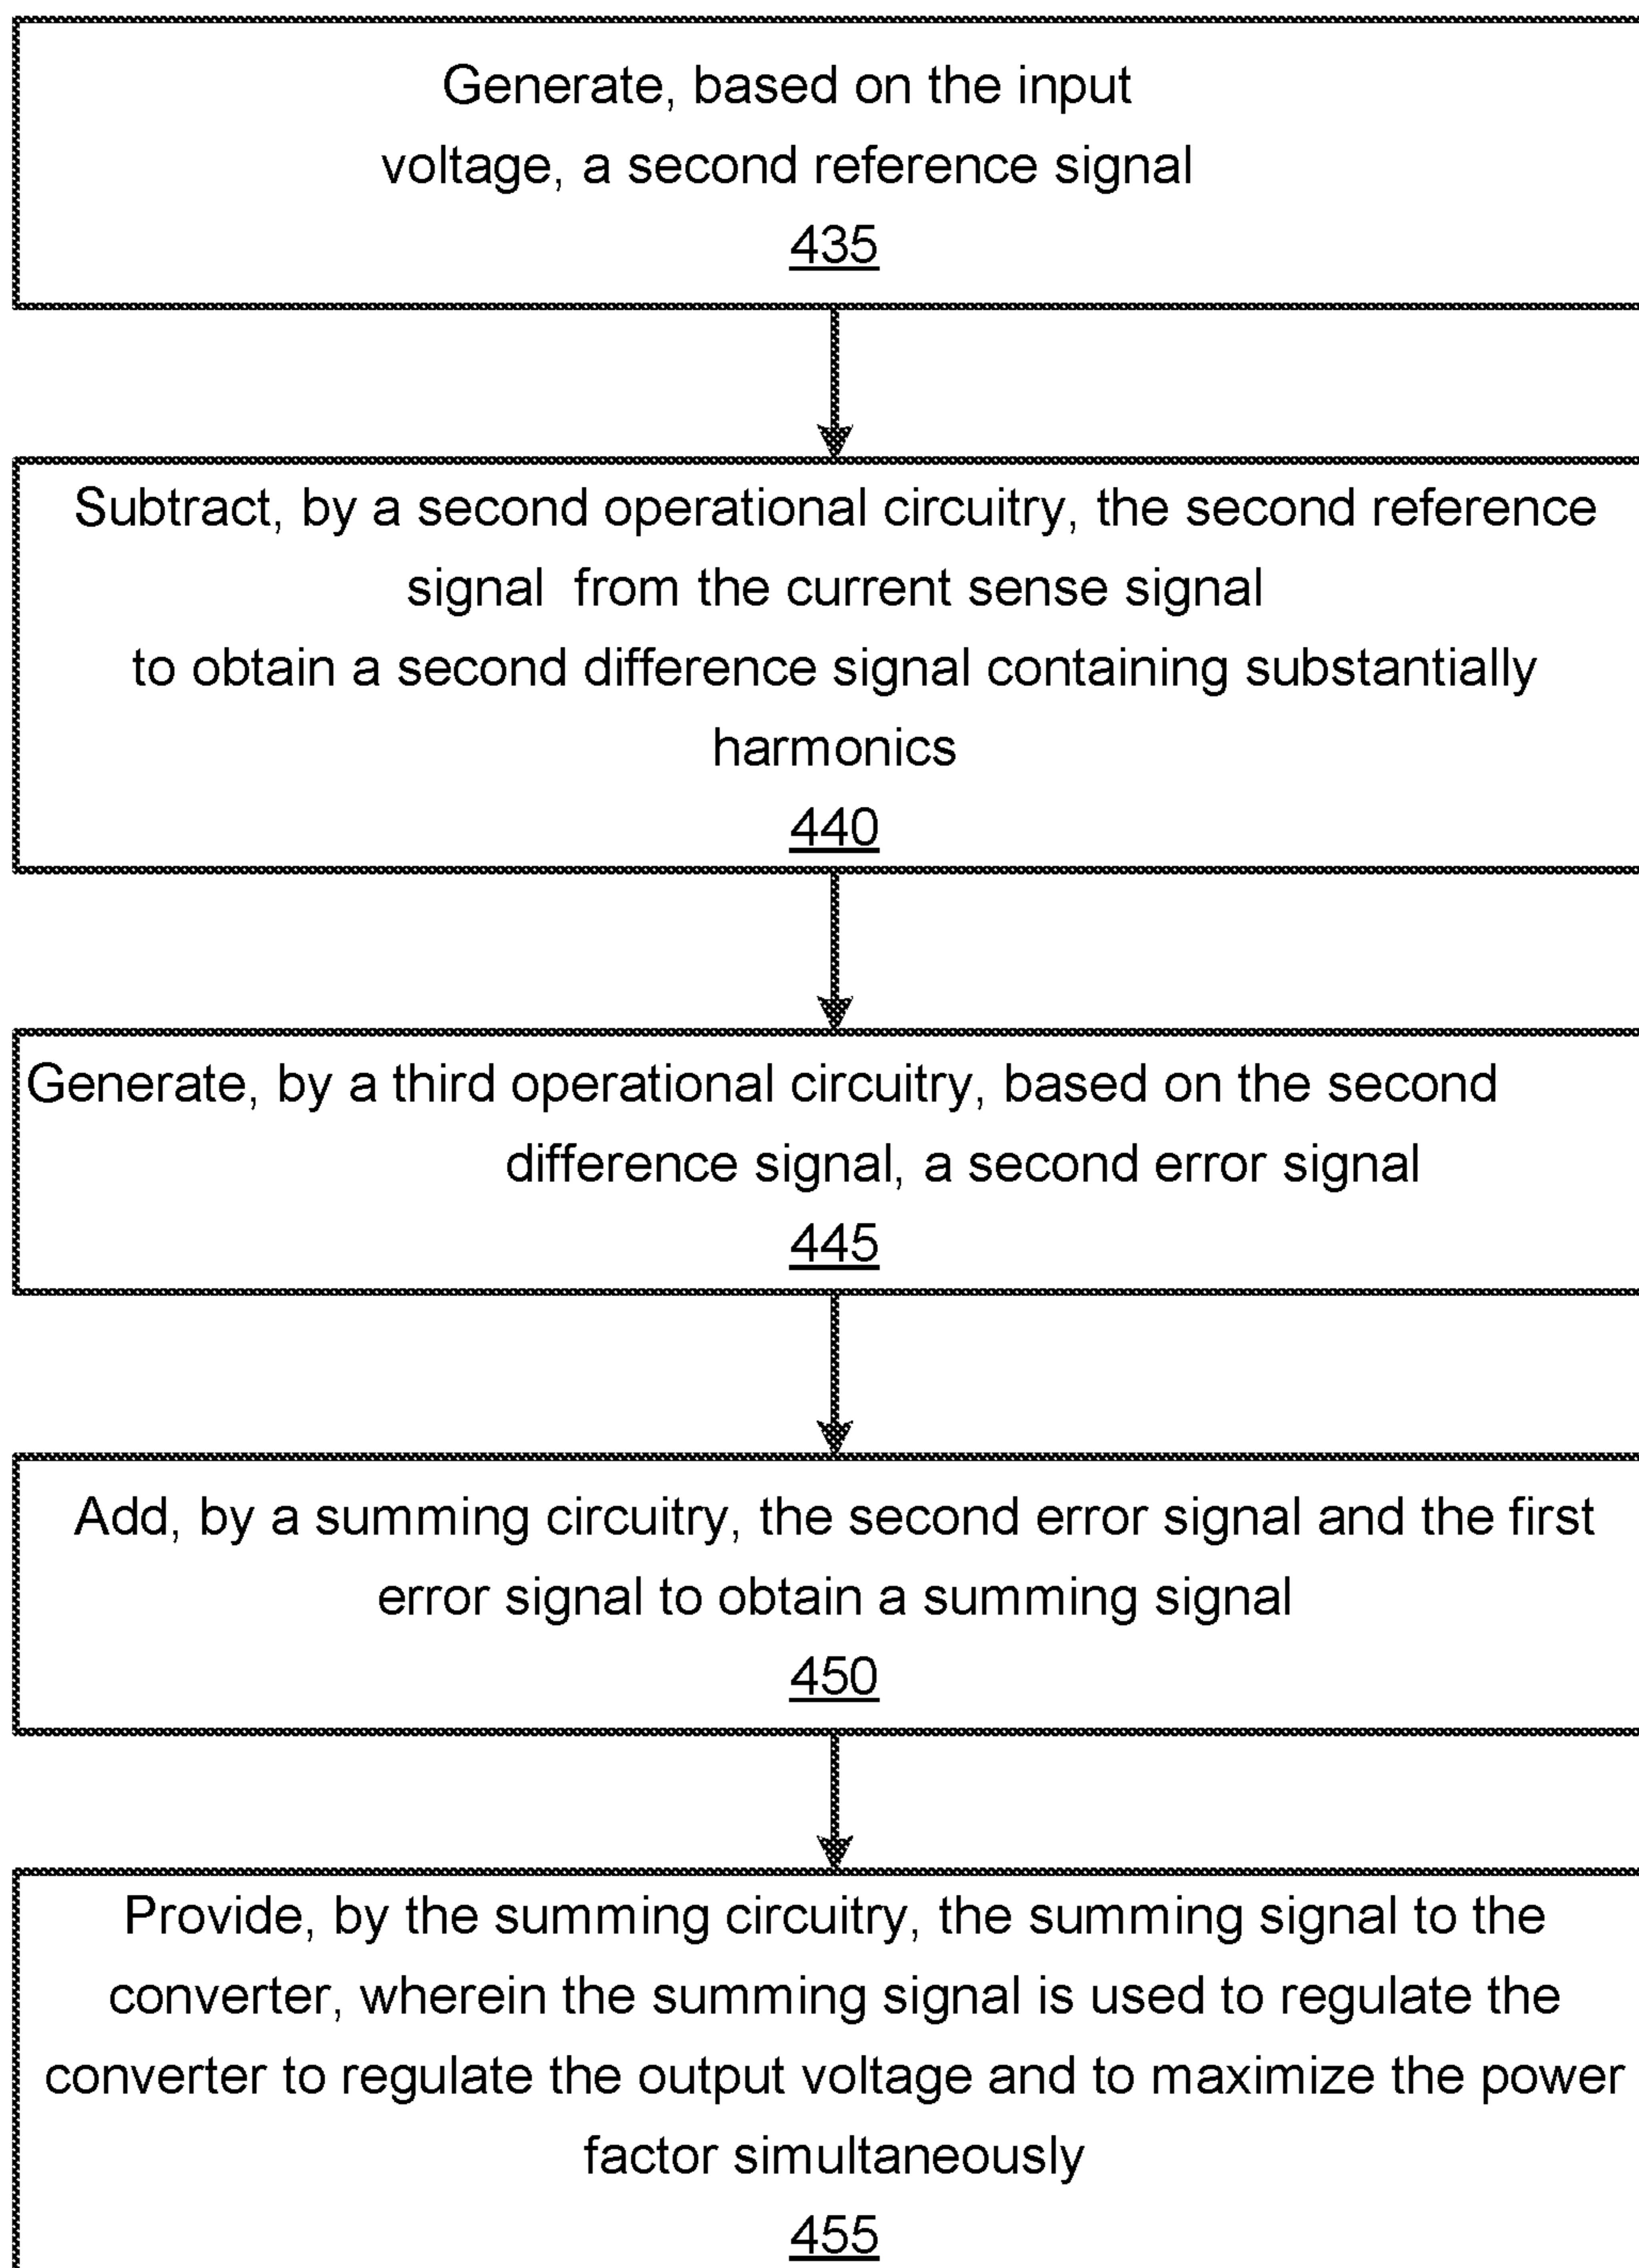 Generate, based on the input
voltage, a second reference signal
435
Subtract, by a second operational circuitry, the second reference
signal  from the current sense signal
to obtain a second difference signal containing substantially
harmonics
440
Generate, by a third operational circuitry, based on the second
difference signal, a second error signal
445
Add, by a summing circuitry, the second error signal and the first
error signal to obtain a summing signal
450
Provide, by the summing circuitry, the summing signal to the
converter, wherein the summing signal is used to regulate the
converter to regulate the output voltage and to maximize the power
factor simultaneously
455